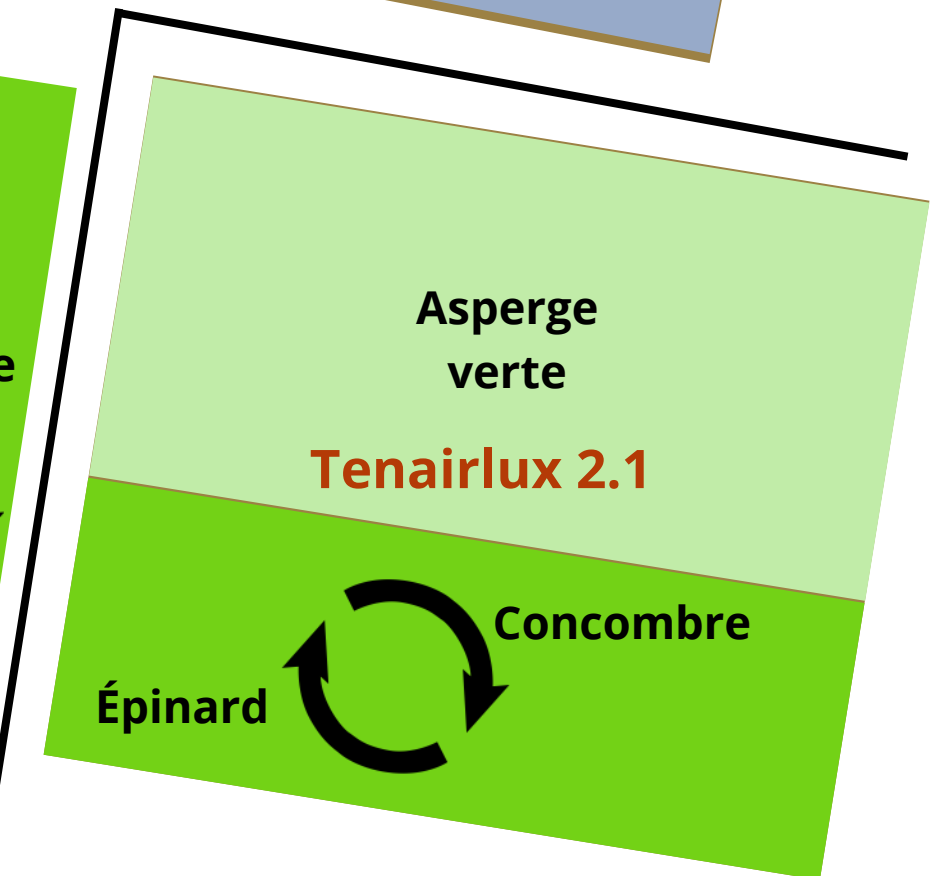 Asperge
verte
Tenairlux 2.1
Concombre
Épinard